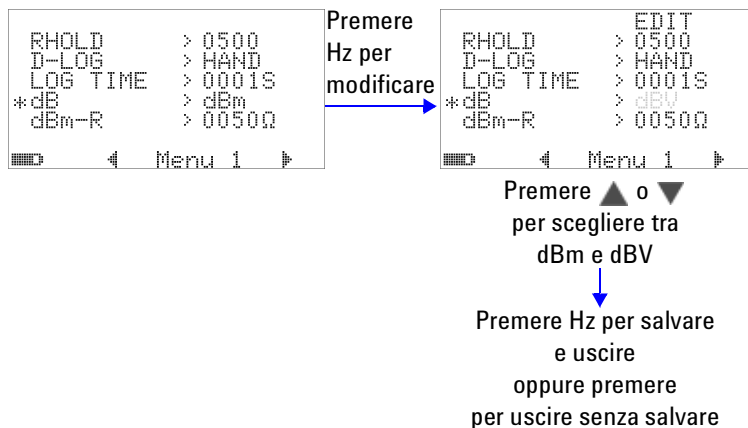 RHOLD > 0500
D-LOG > HAND
LOG TIME > 0001S
*dB > dBm
dBm-R > 0050Ω
Menu 1
Premere
Hz per
modificare
EDIT
RHOLD > 0500
D-LOG > HAND
LOG TIME > 0001S
*dB > dBV
dBm-R > 0050Ω
Menu 1
Premere ▲ o ▼
per scegliere tra
dBm e dBV
Premere Hz per salvare
e uscire
oppure premere
per uscire senza salvare